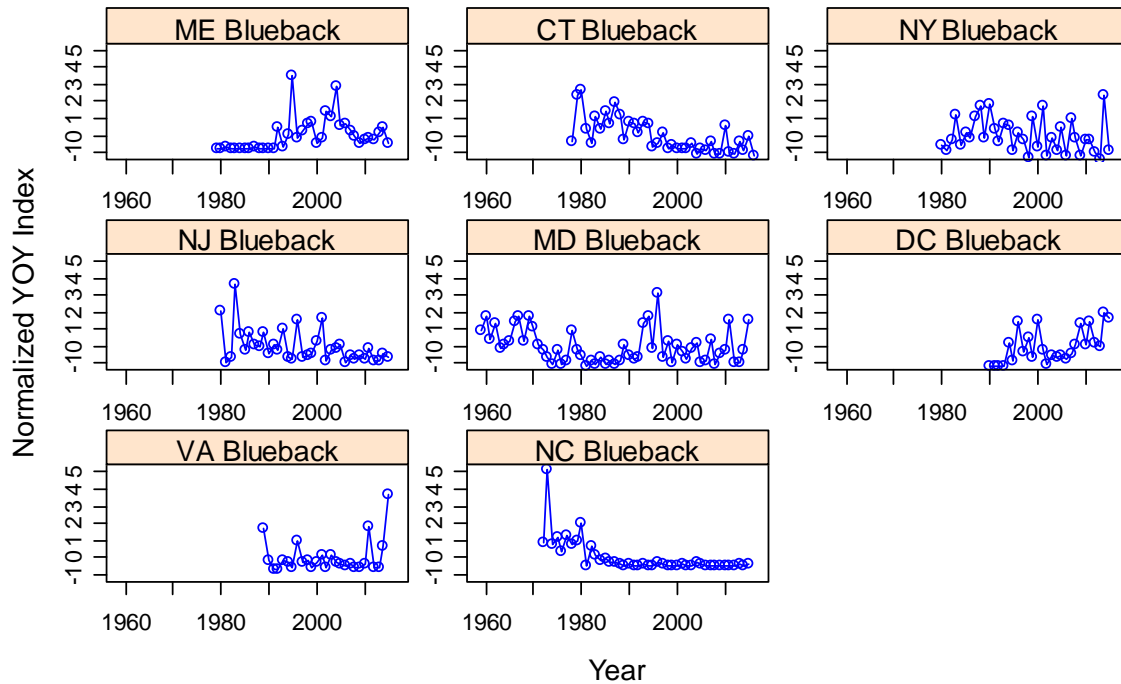 ME Blueback
CT Blueback
NY Blueback
-1 0 1 2 3 4 5
-1 0 1 2 3 4 5
-1 0 1 2 3 4 5
1960 1980 2000
1960 1980 2000
1960 1980 2000
NJ Blueback
MD Blueback
DC Blueback
-1 0 1 2 3 4 5
-1 0 1 2 3 4 5
-1 0 1 2 3 4 5
1960 1980 2000
1960 1980 2000
1960 1980 2000
VA Blueback
NC Blueback
-1 0 1 2 3 4 5
-1 0 1 2 3 4 5
1960 1980 2000
1960 1980 2000
Normalized YOY Index
Year